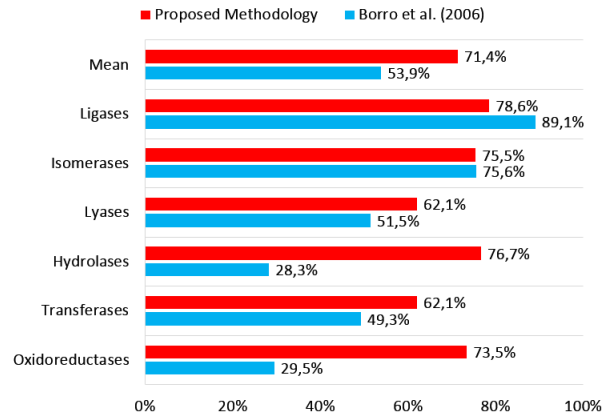 Proposed Methodology Borro et al. (2006)
Mean
71,4%
53,9%
Ligases
78,6%
89,1%
Isomerases
75,5%
75,6%
Lyases
62,1%
51,5%
Hydrolases
76,7%
28,3%
Transferases
62,1%
49,3%
Oxidoreductases
73,5%
29,5%
0% 20% 40% 60% 80% 100%